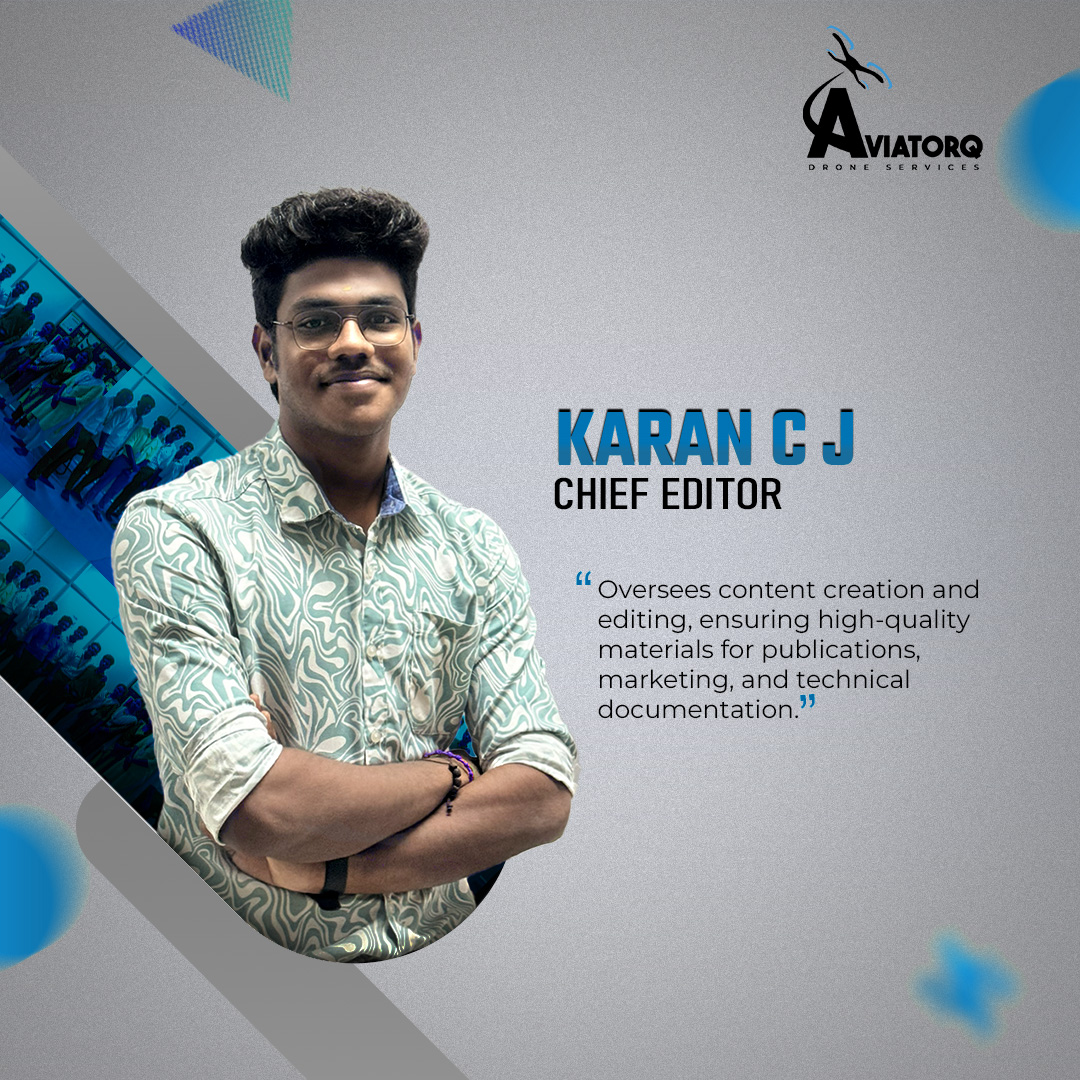 AVIATORQ
DRONE SERVICES
KARAN C J
CHIEF EDITOR
“Oversees content creation and
editing, ensuring high-quality
materials for publications,
marketing, and technical
documentation.”